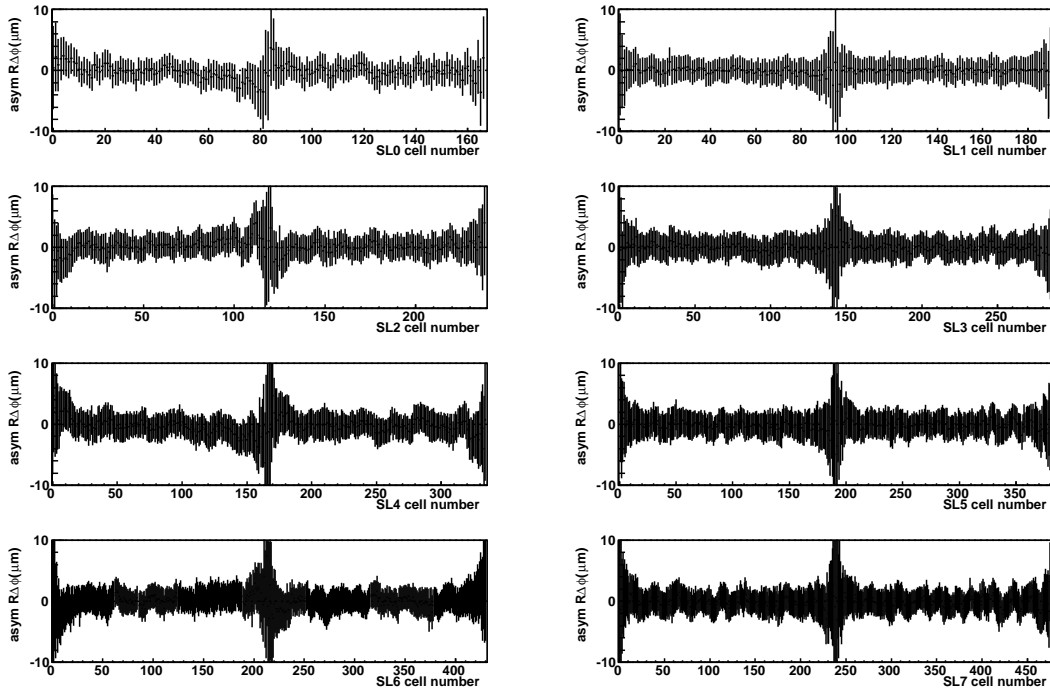 asym RΔϕ(μm)
10
0
-10
0 20 40 60 80 100 120 140 160
SL0 cell number
asym RΔϕ(μm)
10
0
-10
0 20 40 60 80 100 120 140 160 180
SL1 cell number
asym RΔϕ(μm)
10
0
-10
0 50 100 150 200
SL2 cell number
asym RΔϕ(μm)
10
0
-10
0 50 100 150 200 250
SL3 cell number
asym RΔϕ(μm)
10
0
-10
0 50 100 150 200 250 300
SL4 cell number
asym RΔϕ(μm)
10
0
-10
0 50 100 150 200 250 300 350
SL5 cell number
asym RΔϕ(μm)
10
0
-10
0 50 100 150 200 250 300 350 400
SL6 cell number
asym RΔϕ(μm)
10
0
-10
0 50 100 150 200 250 300 350 400 450
SL7 cell number